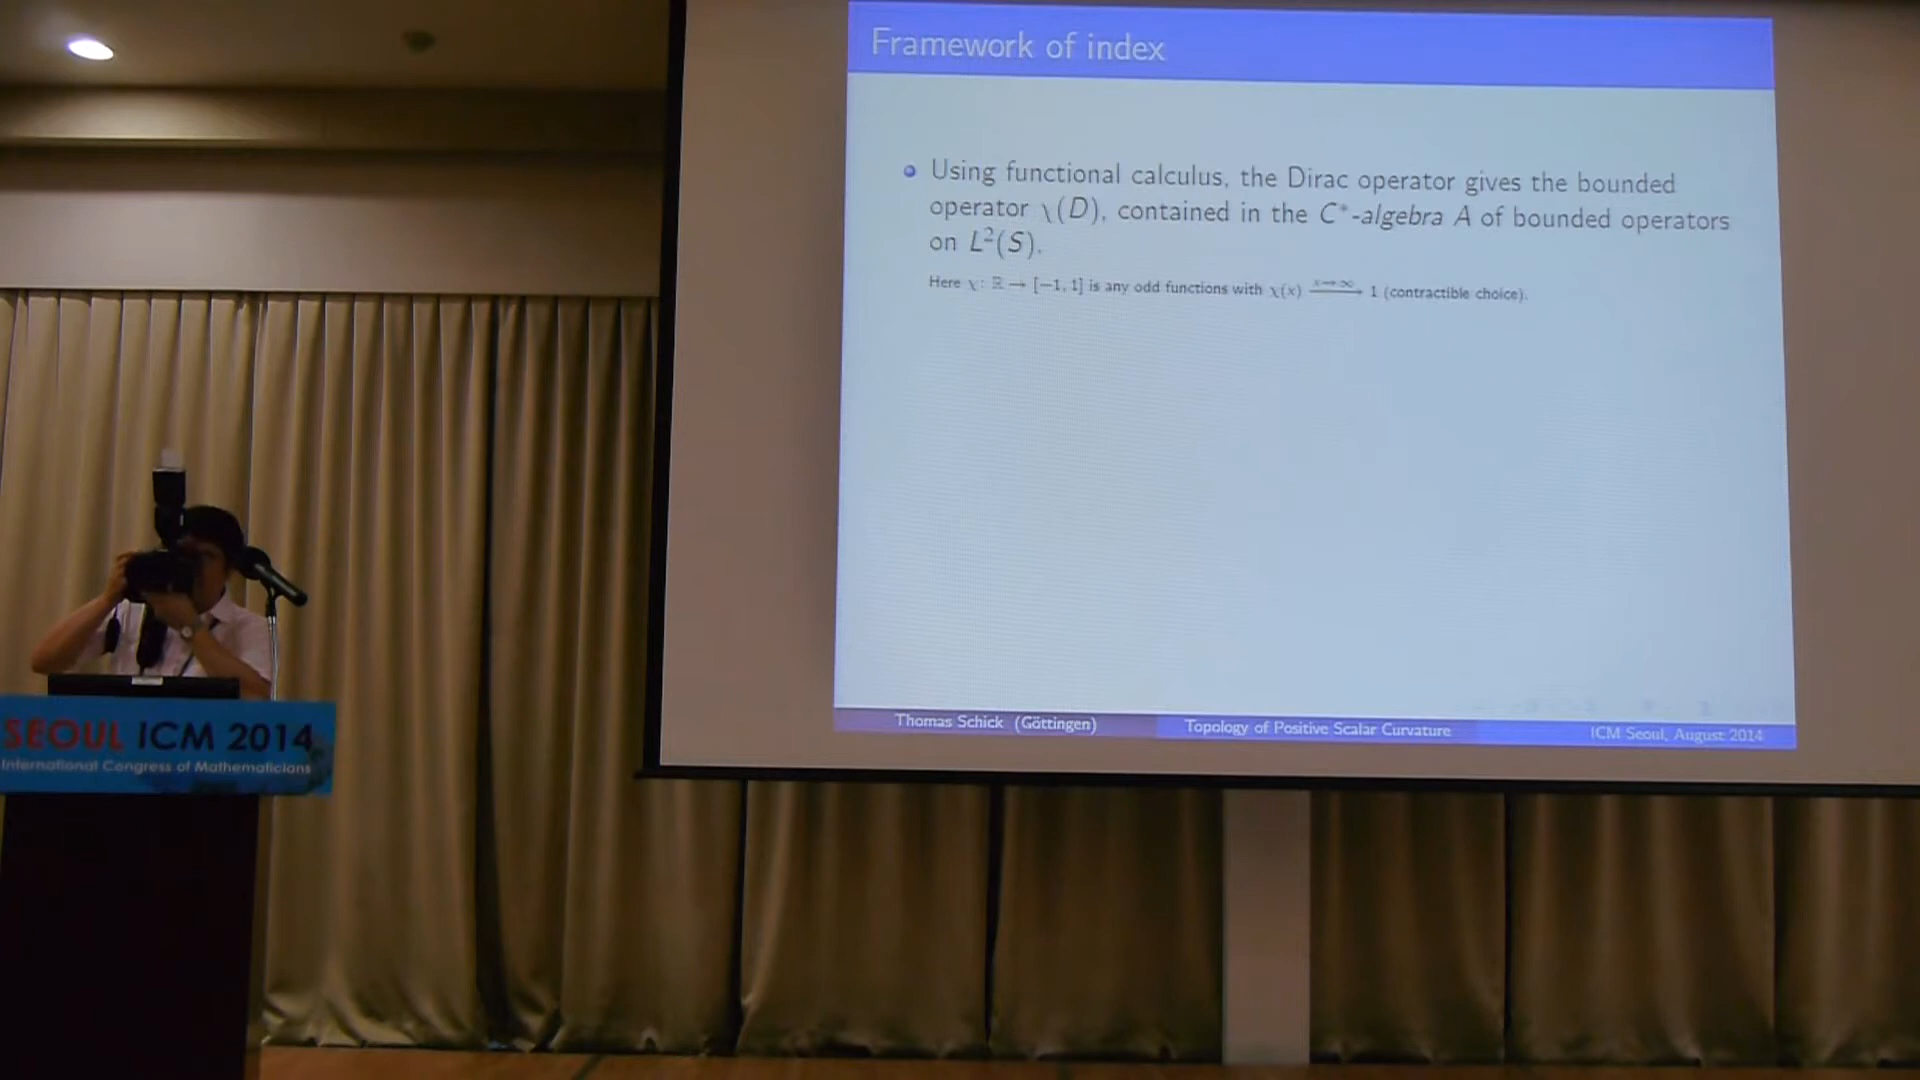 Framework of index
Using functional calculus, the Dirac operator gives the bounded
operator χ(D), contained in the C*-algebra A of bounded operators
on L²(S).
Here χ: ℝ → [−1, 1] is any odd functions with χ(x) —x→∞→ 1 (contractible choice).
Thomas Schick (Göttingen) Topology of Positive Scalar Curvature ICM Seoul, August 2014
SEOUL ICM 2014
International Congress of Mathematicians